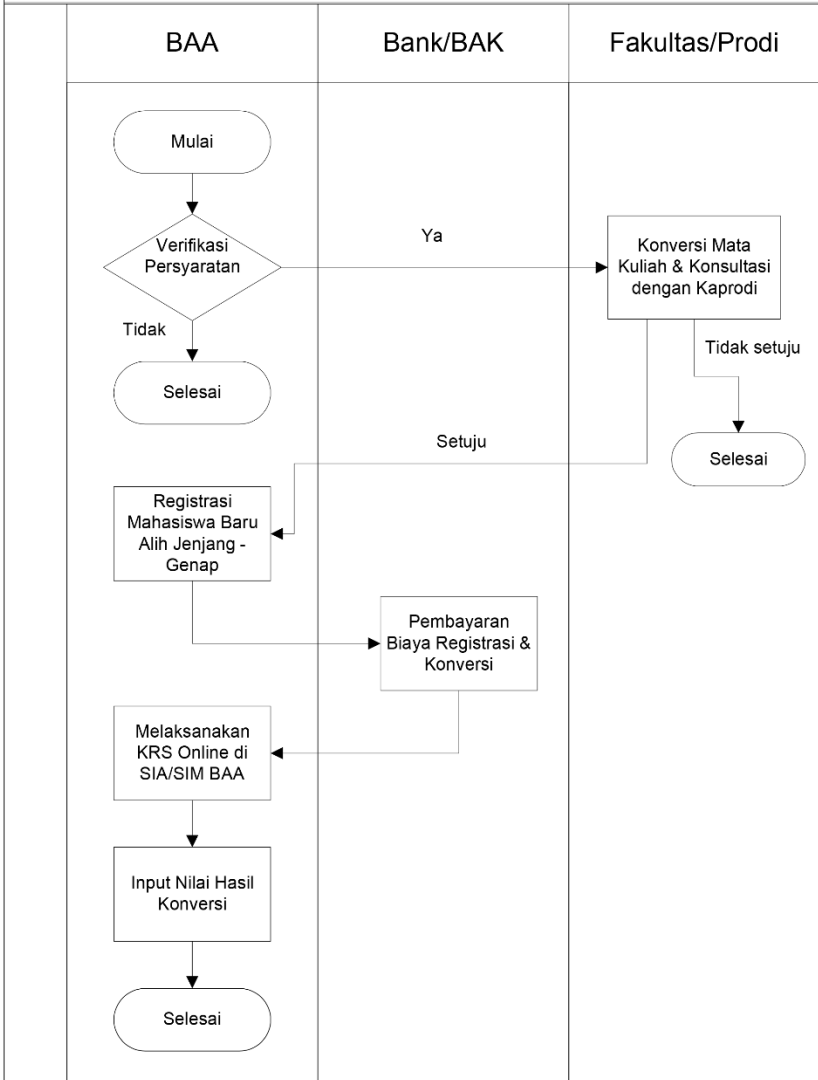 BAA
Bank/BAK
Fakultas/Prodi
Mulai
Verifikasi
Persyaratan
Ya
Konversi Mata
Kuliah & Konsultasi
dengan Kaprodi
Tidak
Tidak setuju
Selesai
Setuju
Selesai
Registrasi
Mahasiswa Baru
Alih Jenjang -
Genap
Pembayaran
Biaya Registrasi &
Konversi
Melaksanakan
KRS Online di
SIA/SIM BAA
Input Nilai Hasil
Konversi
Selesai